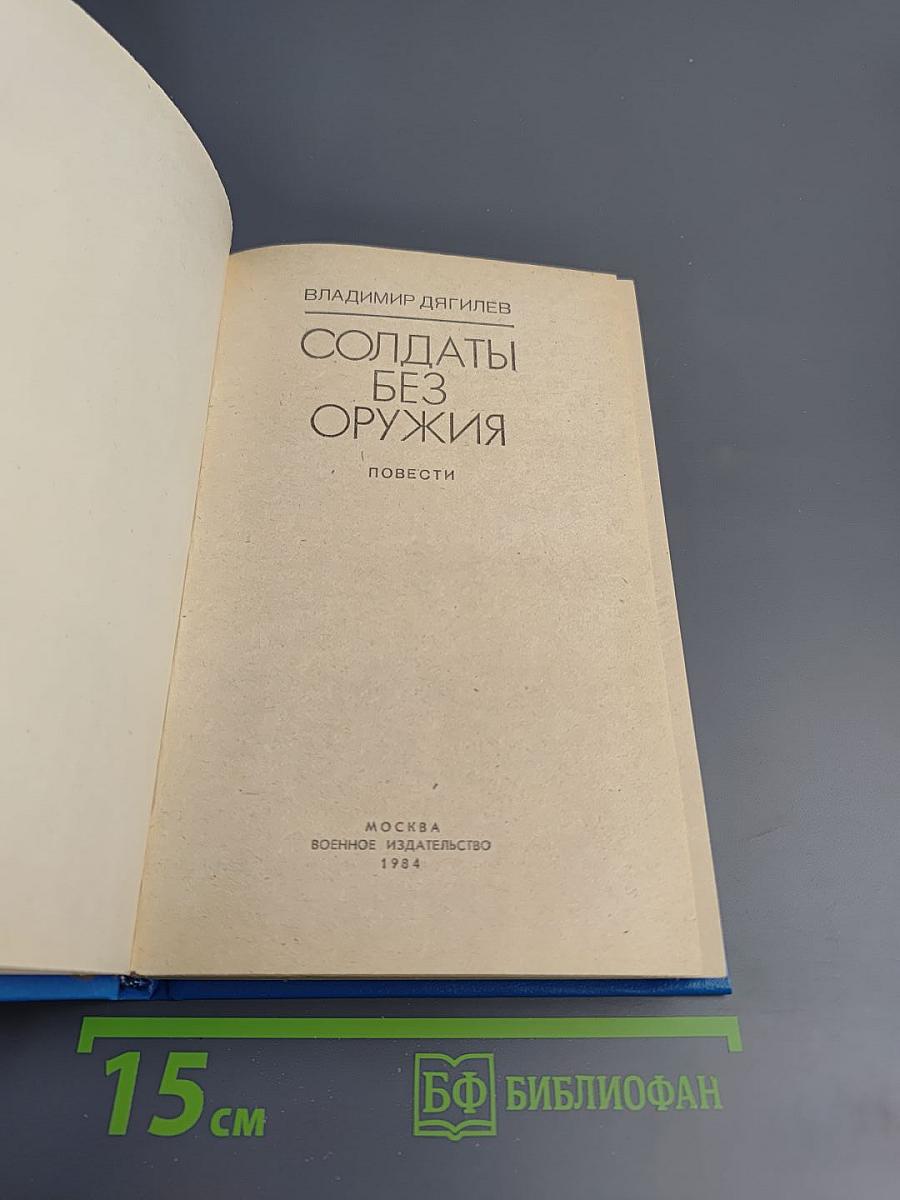 ВЛАДИМИР ДЯГИЛЕВ
СОЛДАТЫ
БЕЗ
ОРУЖИЯ
ПОВЕСТИ
МОСКВА
ВОЕННОЕ ИЗДАТЕЛЬСТВО
1984
15 см
БФ БИБЛИОФАН